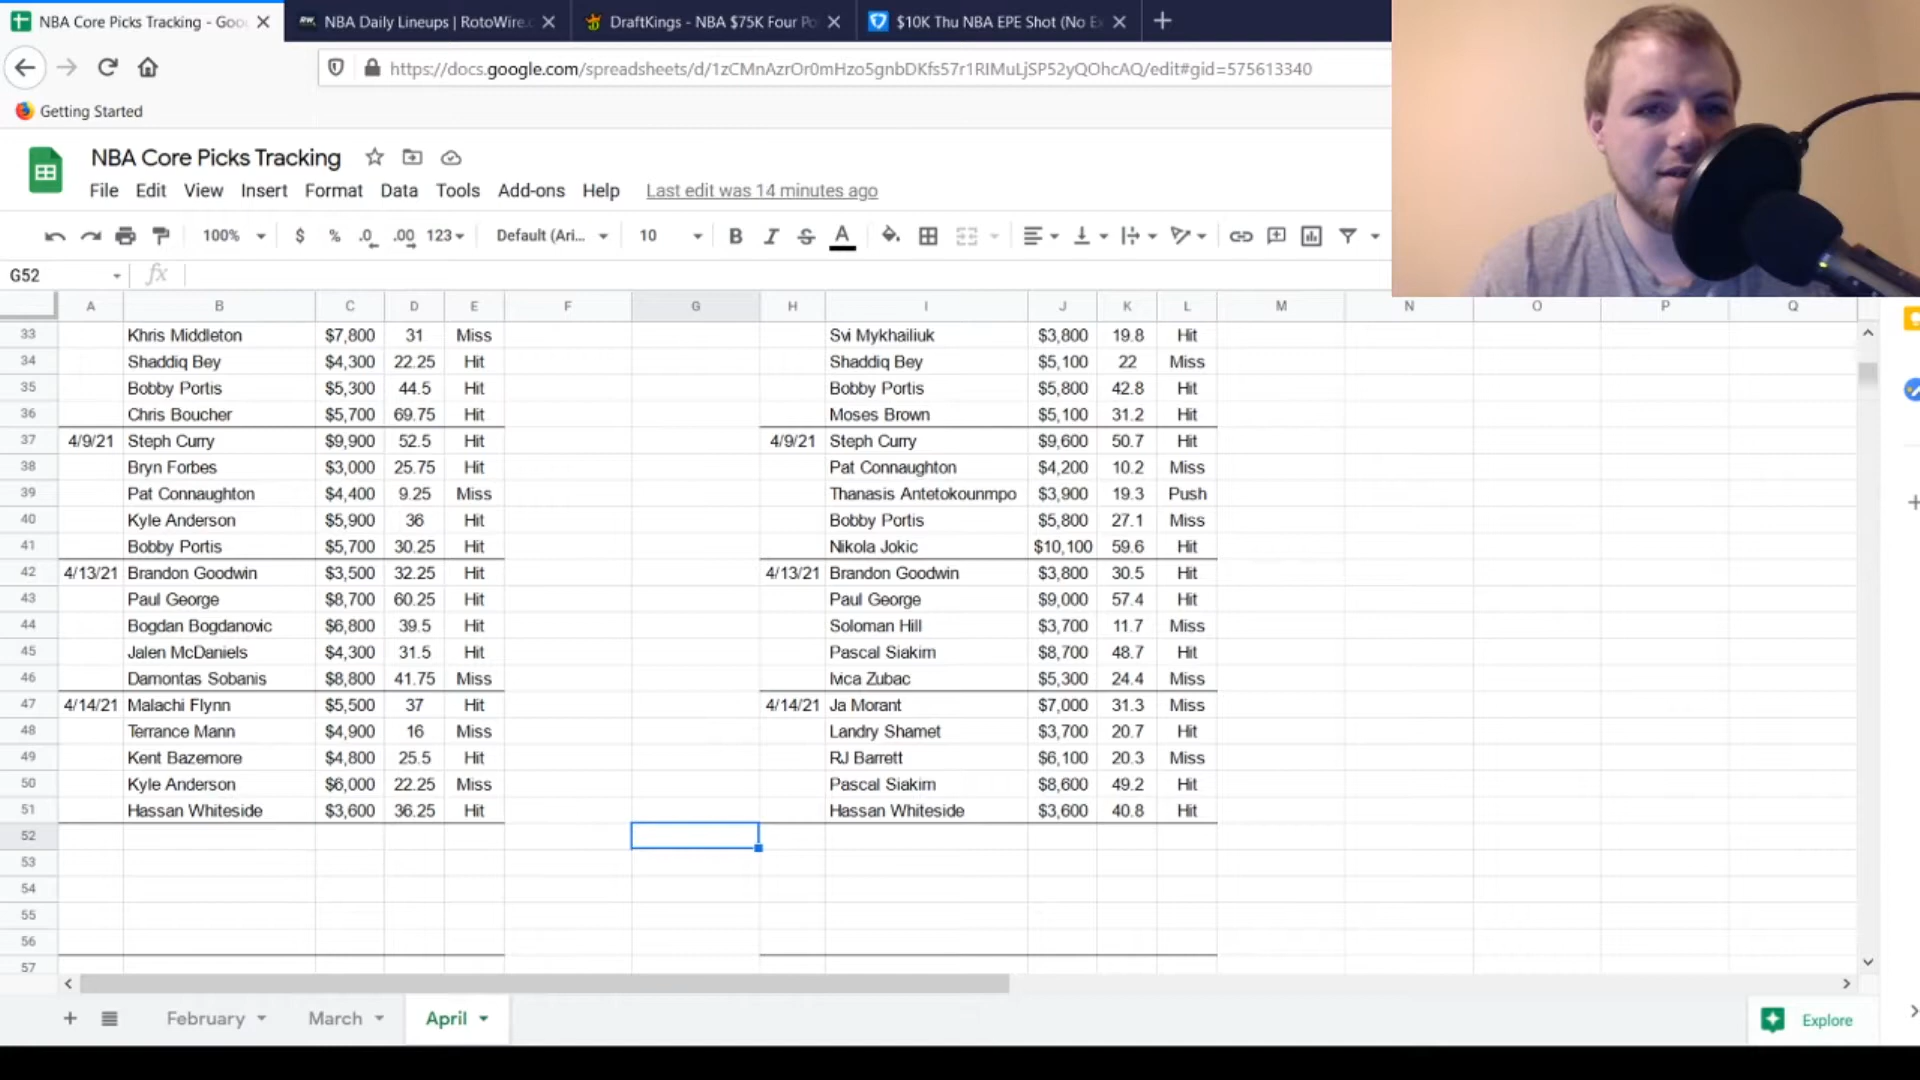 NBA Core Picks Tracking - Goo
NBA Daily Lineups | RotoWire.c
DraftKings - NBA $75K Four Po
$10K Thu NBA EPE Shot (No E
https://docs.google.com/spreadsheets/d/1zCMnAzrOr0mHzo5gnbDKfs57r1RIMuLjSP52yQOhcAQ/edit#gid=575613340
Getting Started
NBA Core Picks Tracking
File Edit View Insert Format Data Tools Add-ons Help Last edit was 14 minutes ago
100% $ % .0 .00 123 Default (Ari... 10 B I S A
G52 fx
A B C D E F G H I J K L M N O P Q
33 Khris Middleton $7,800 31 Miss Svi Mykhailiuk $3,800 19.8 Hit
34 Shaddiq Bey $4,300 22.25 Hit Shaddiq Bey $5,100 22 Miss
35 Bobby Portis $5,300 44.5 Hit Bobby Portis $5,800 42.8 Hit
36 Chris Boucher $5,700 69.75 Hit Moses Brown $5,100 31.2 Hit
37 4/9/21 Steph Curry $9,900 52.5 Hit 4/9/21 Steph Curry $9,600 50.7 Hit
38 Bryn Forbes $3,000 25.75 Hit Pat Connaughton $4,200 10.2 Miss
39 Pat Connaughton $4,400 9.25 Miss Thanasis Antetokounmpo $3,900 19.3 Push
40 Kyle Anderson $5,900 36 Hit Bobby Portis $5,800 27.1 Miss
41 Bobby Portis $5,700 30.25 Hit Nikola Jokic $10,100 59.6 Hit
42 4/13/21 Brandon Goodwin $3,500 32.25 Hit 4/13/21 Brandon Goodwin $3,800 30.5 Hit
43 Paul George $8,700 60.25 Hit Paul George $9,000 57.4 Hit
44 Bogdan Bogdanovic $6,800 39.5 Hit Soloman Hill $3,700 11.7 Miss
45 Jalen McDaniels $4,300 31.5 Hit Pascal Siakim $8,700 48.7 Hit
46 Damontas Sobanis $8,800 41.75 Miss Ivica Zubac $5,300 24.4 Miss
47 4/14/21 Malachi Flynn $5,500 37 Hit 4/14/21 Ja Morant $7,000 31.3 Miss
48 Terrance Mann $4,900 16 Miss Landry Shamet $3,700 20.7 Hit
49 Kent Bazemore $4,800 25.5 Hit RJ Barrett $6,100 20.3 Miss
50 Kyle Anderson $6,000 22.25 Miss Pascal Siakim $8,600 49.2 Hit
51 Hassan Whiteside $3,600 36.25 Hit Hassan Whiteside $3,600 40.8 Hit
52
53
54
55
56
57
February March April Explore